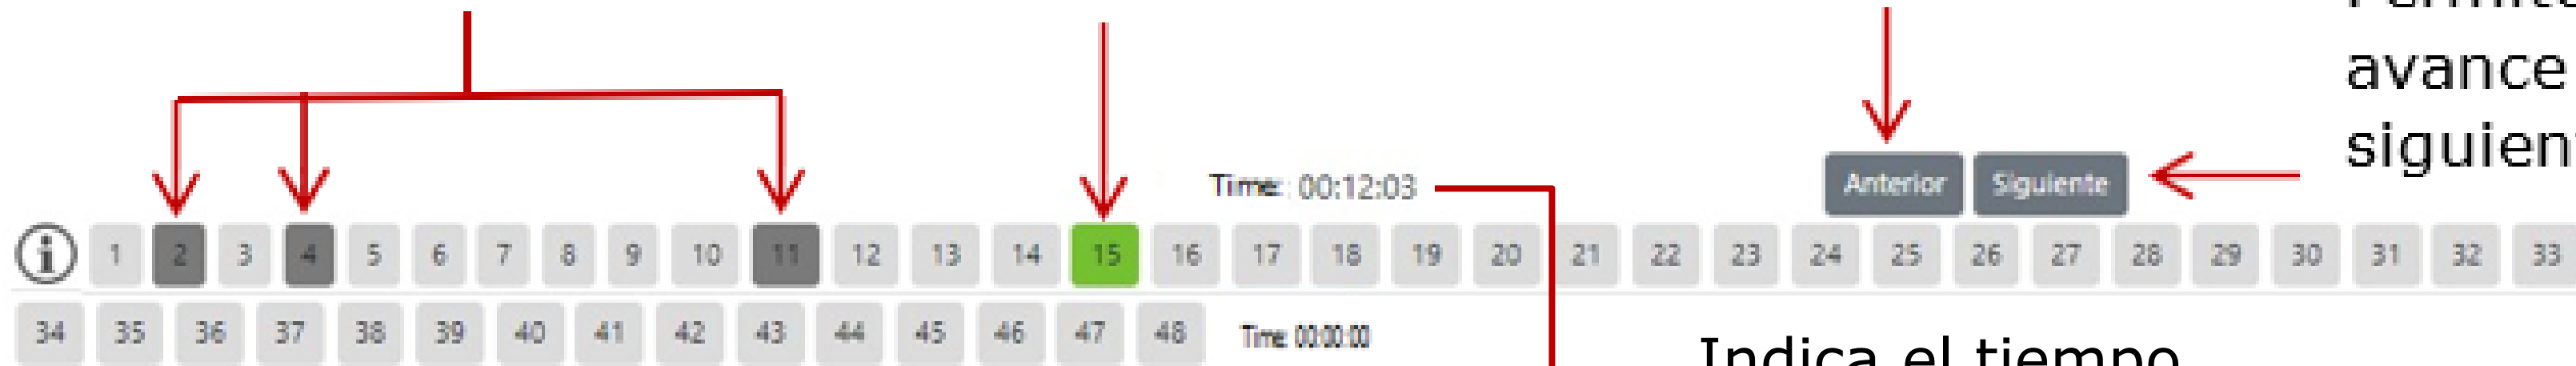 avance
Time: 00:12:03
Anterior Siguiente
1 2 3 4 5 6 7 8 9 10 11 12 13 14 15 16 17 18 19 20 21 22 23 24 25 26 27 28 29 30 31 32 33
34 35 36 37 38 39 40 41 42 43 44 45 46 47 48 Time 00:00:00
Indica el tiempo